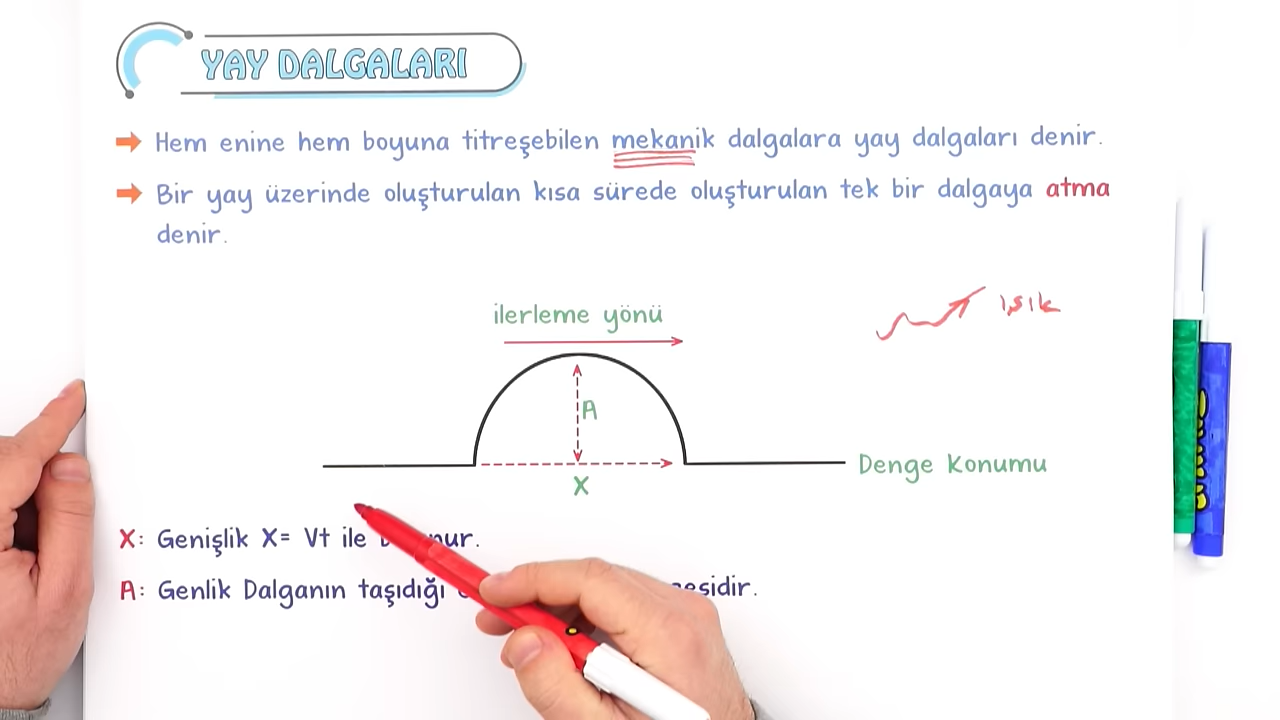 YAY DALGALARI
Hem enine hem boyuna titreşebilen mekanik dalgalara yay dalgaları denir.
Bir yay üzerinde oluşturulan kısa sürede oluşturulan tek bir dalgaya atma
denir.
ilerleme yönü
ışık
A
Denge Konumu
X
X: Genişlik X= Vt ile
A: Genlik Dalganın taşıdığı